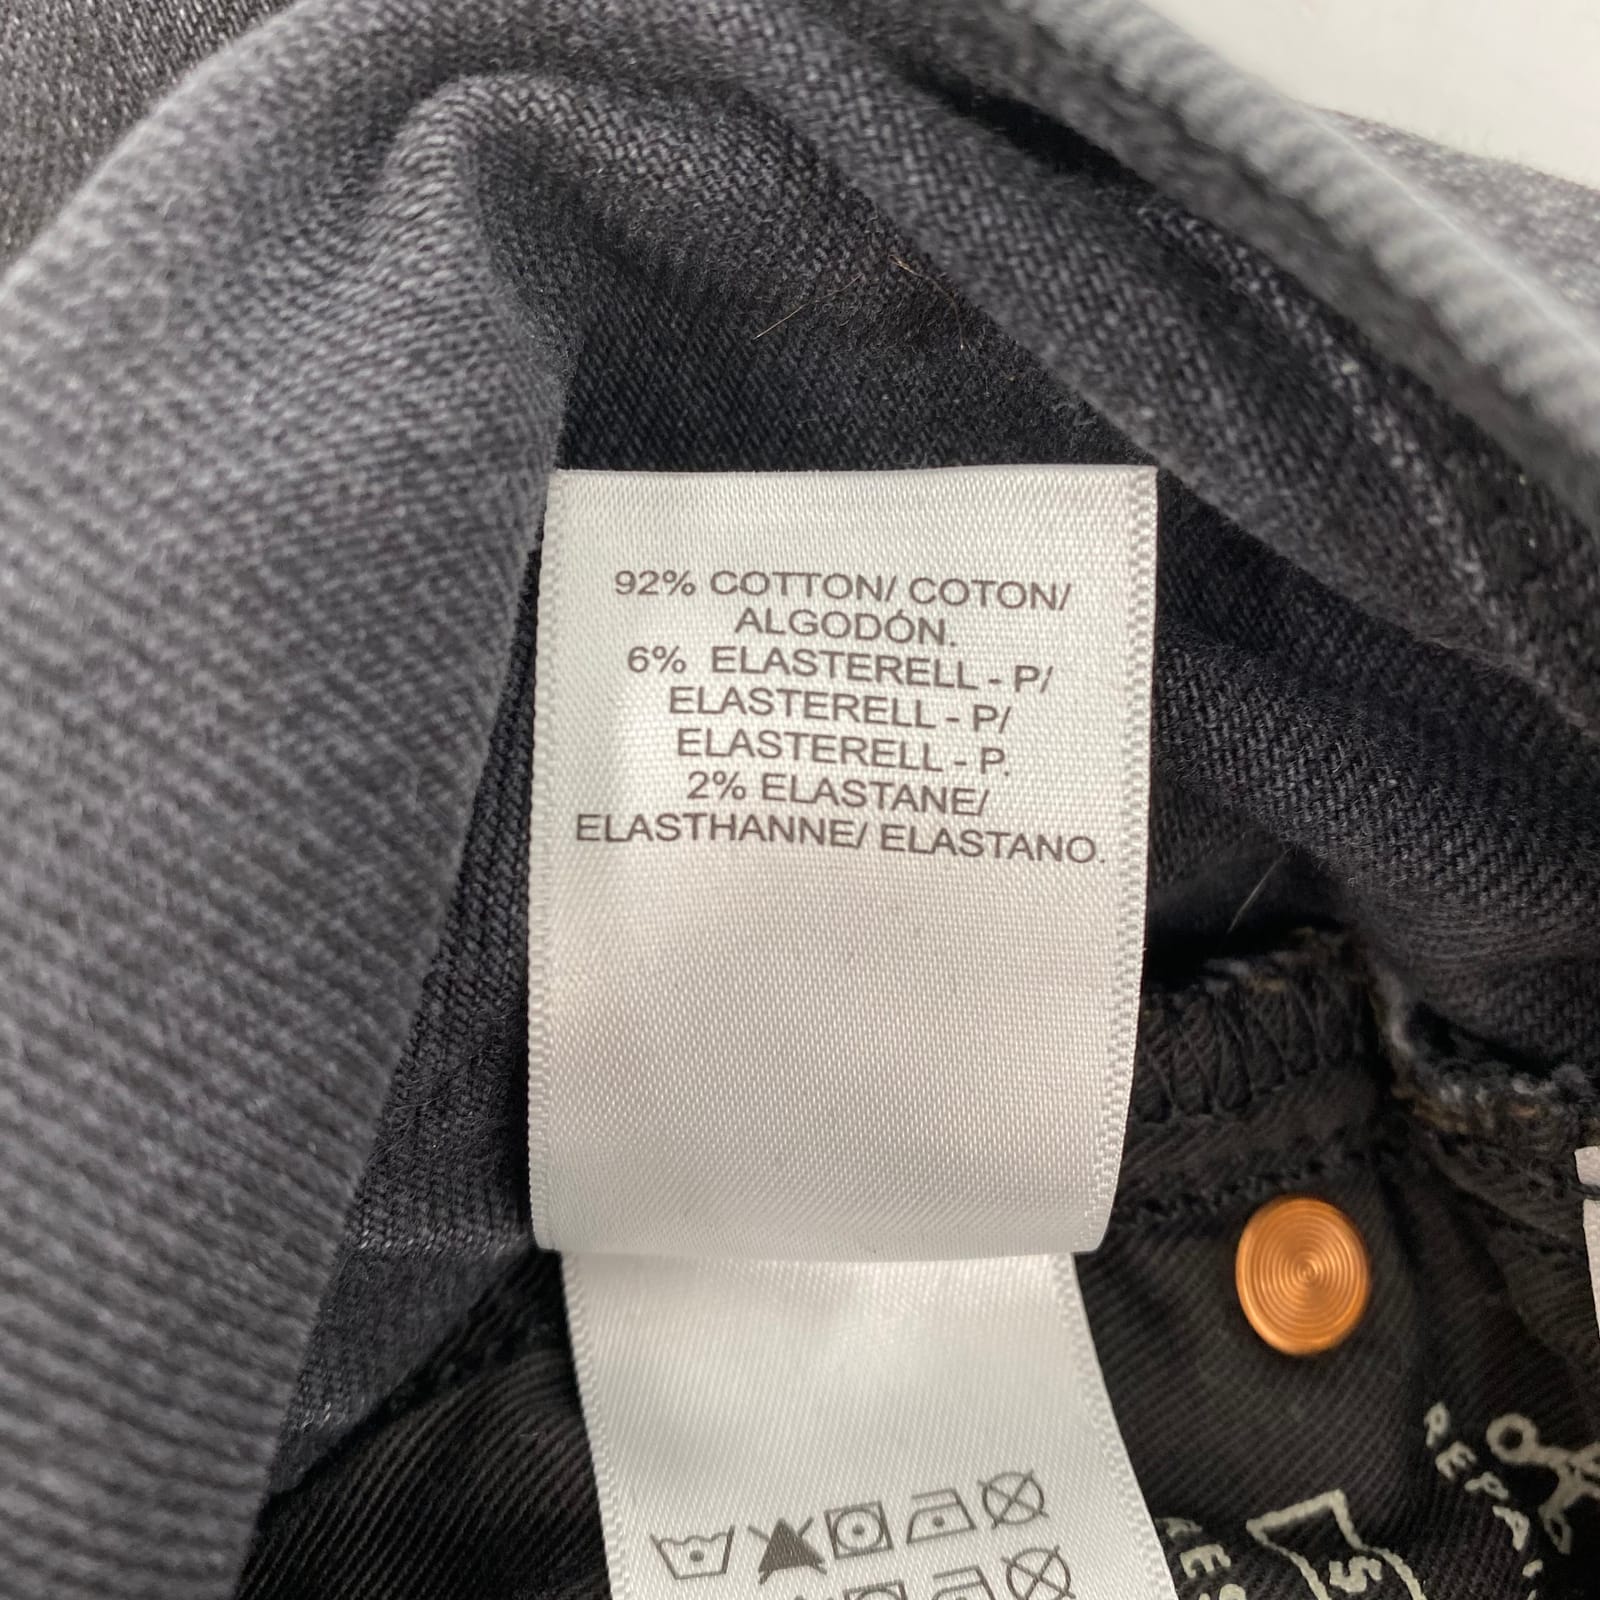 92% COTTON/ COTON/
ALGODÓN.
6% ELASTERELL - P/
ELASTERELL - P/
ELASTERELL - P.
2% ELASTANE/
ELASTHANNE/ ELASTANO.